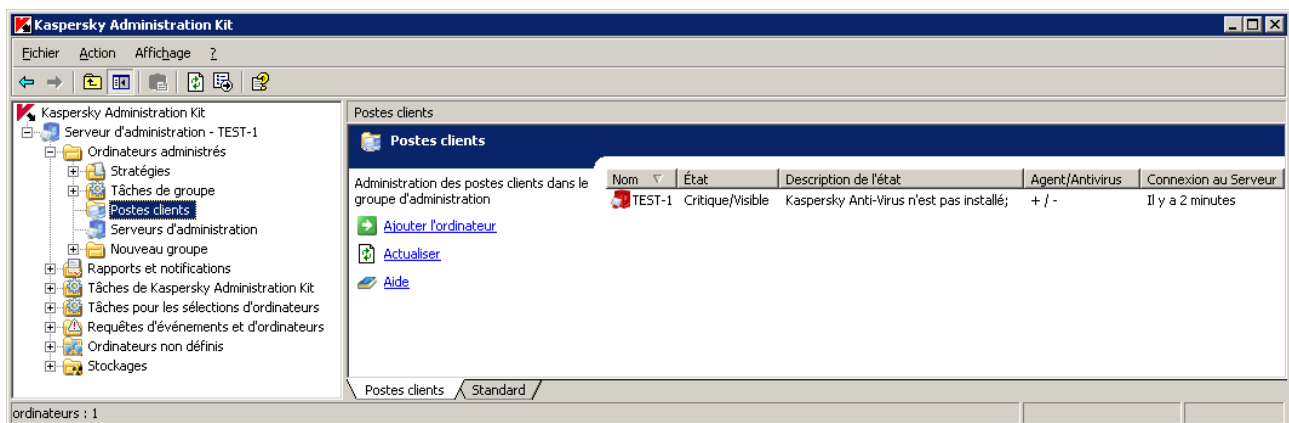 Kaspersky Administration Kit
Fichier Action Affichage ?
Kaspersky Administration Kit
Serveur d'administration - TEST-1
Ordinateurs administrés
Stratégies
Tâches de groupe
Postes clients
Serveurs d'administration
Nouveau groupe
Rapports et notifications
Tâches de Kaspersky Administration Kit
Tâches pour les sélections d'ordinateurs
Requêtes d'événements et d'ordinateurs
Ordinateurs non définis
Stockages
Postes clients
Postes clients
Administration des postes clients dans le
groupe d'administration
Ajouter l'ordinateur
Actualiser
Aide
Nom État Description de l'état Agent/Antivirus Connexion au Serveur
TEST-1 Critique/Visible Kaspersky Anti-Virus n'est pas installé; + / - Il y a 2 minutes
Postes clients Standard
ordinateurs : 1